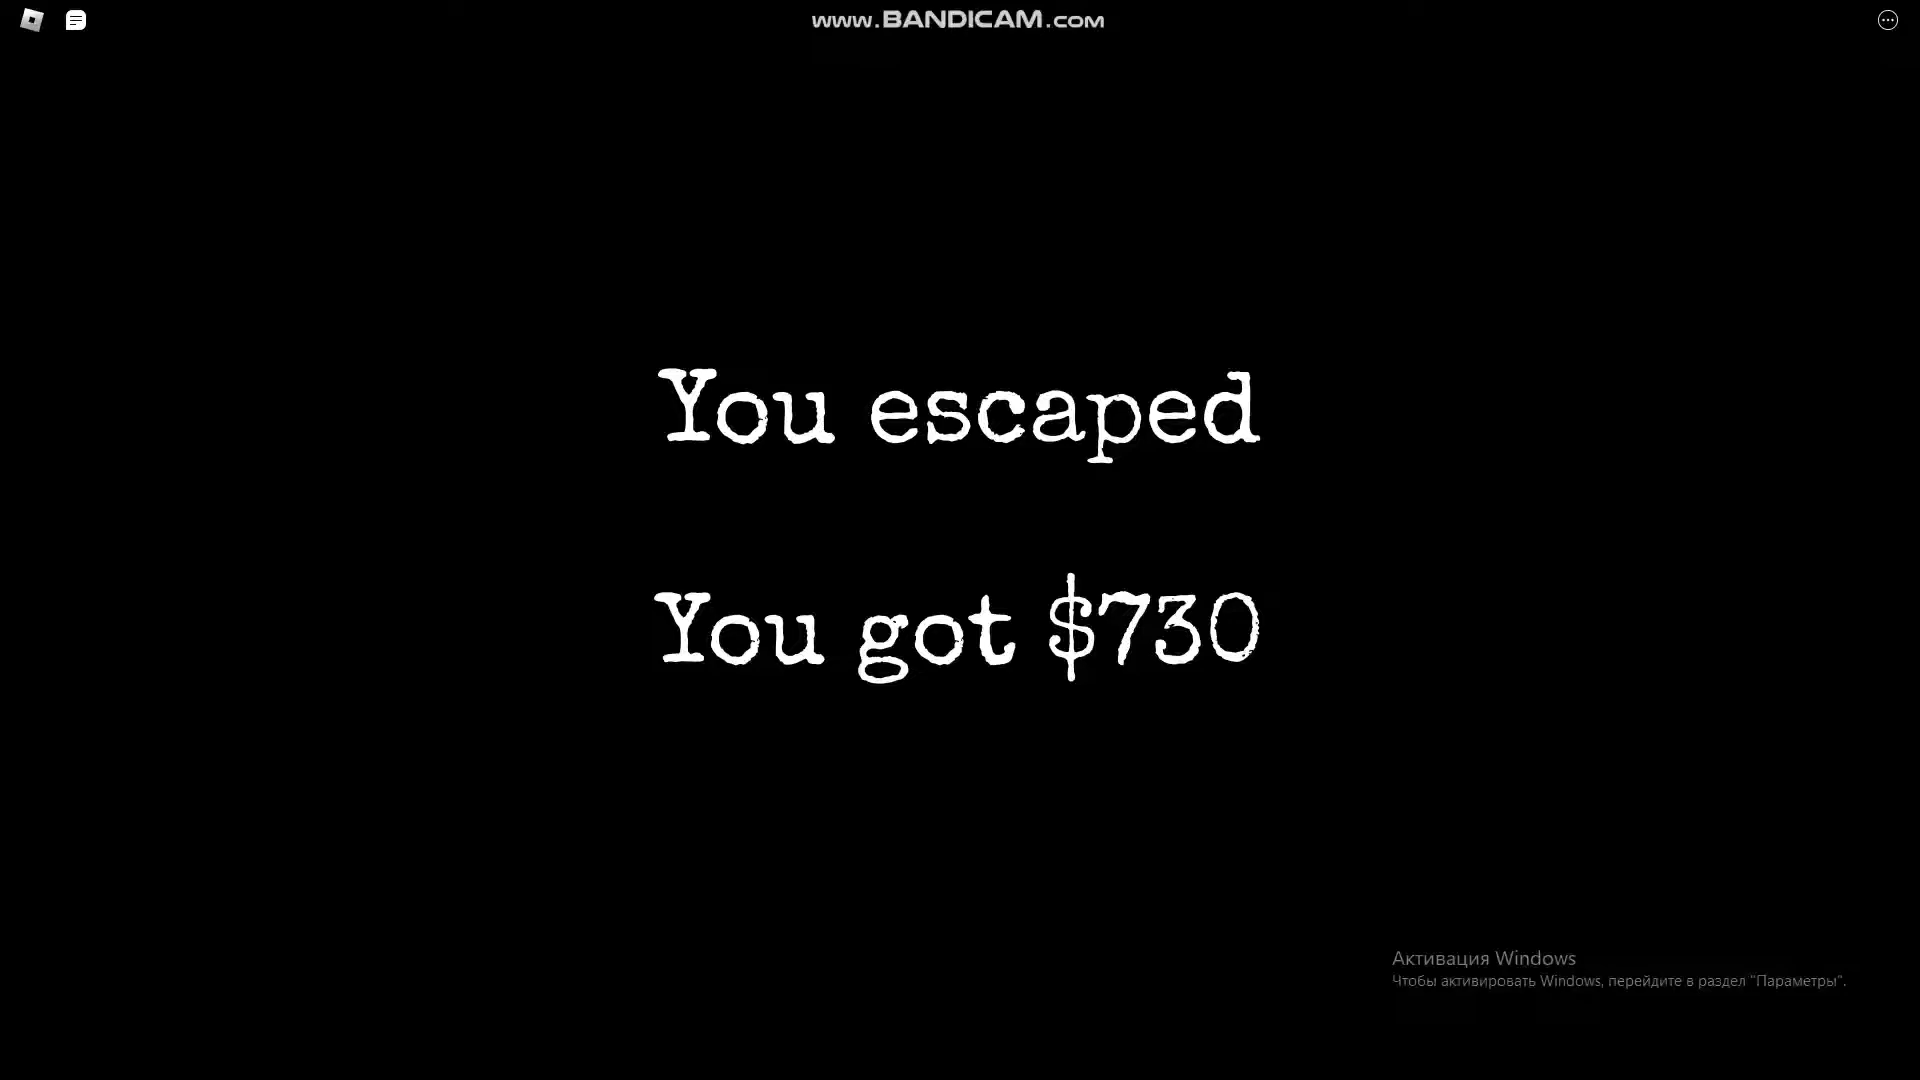 www.BANDICAM.com
You escaped
You got $730
Активация Windows
Чтобы активировать Windows, перейдите в раздел "Параметры".